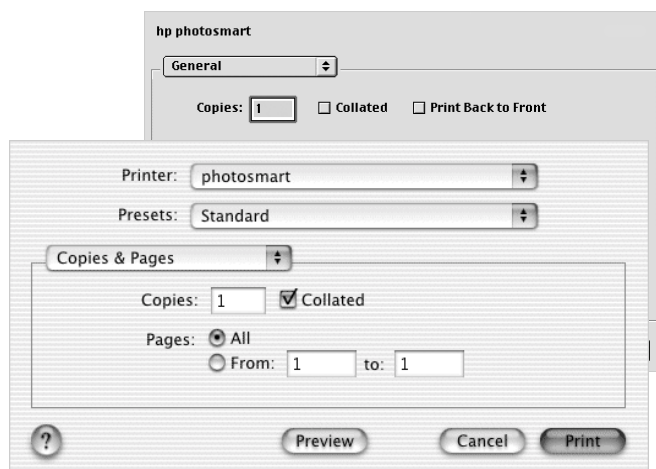 hp photosmart
General
Copies: 1 Collated Print Back to Front
Printer: photosmart
Presets: Standard
Copies & Pages
Copies: 1 Collated
Pages: All
From: 1 to: 1
? Preview Cancel Print